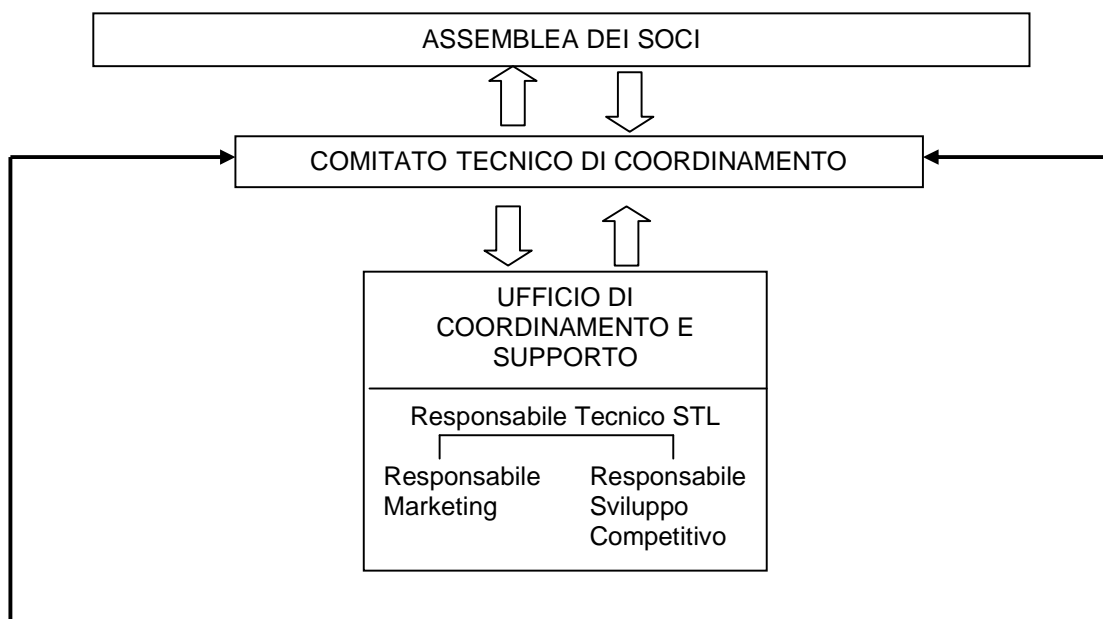 ASSEMBLEA DEI SOCI
COMITATO TECNICO DI COORDINAMENTO
UFFICIO DI
COORDINAMENTO E
SUPPORTO
Responsabile Tecnico STL
Responsabile
Marketing
Responsabile
Sviluppo
Competitivo